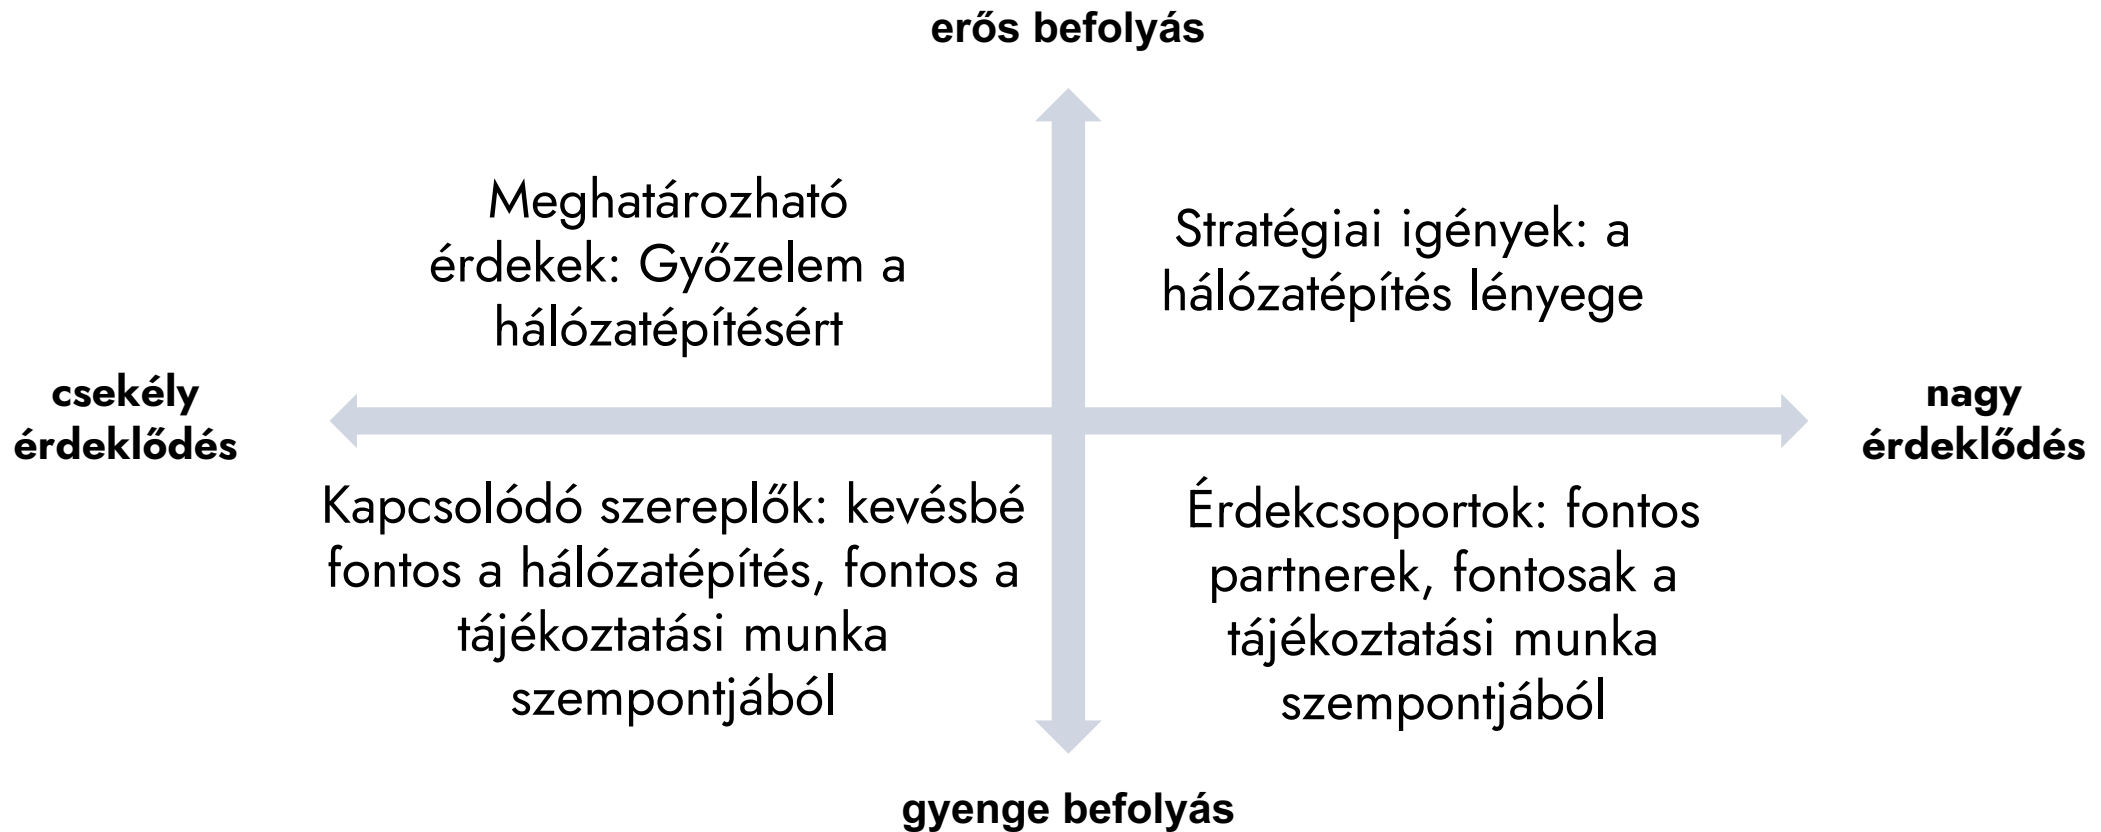 erős befolyás
Meghatározható
érdekek: Győzelem a
hálózatépítésért
Stratégiai igények: a
hálózatépítés lényege
csekély
érdeklődés
nagy
érdeklődés
Kapcsolódó szereplők: kevésbé
fontos a hálózatépítés, fontos a
tájékoztatási munka
szempontjából
Érdekcsoportok: fontos
partnerek, fontosak a
tájékoztatási munka
szempontjából
gyenge befolyás